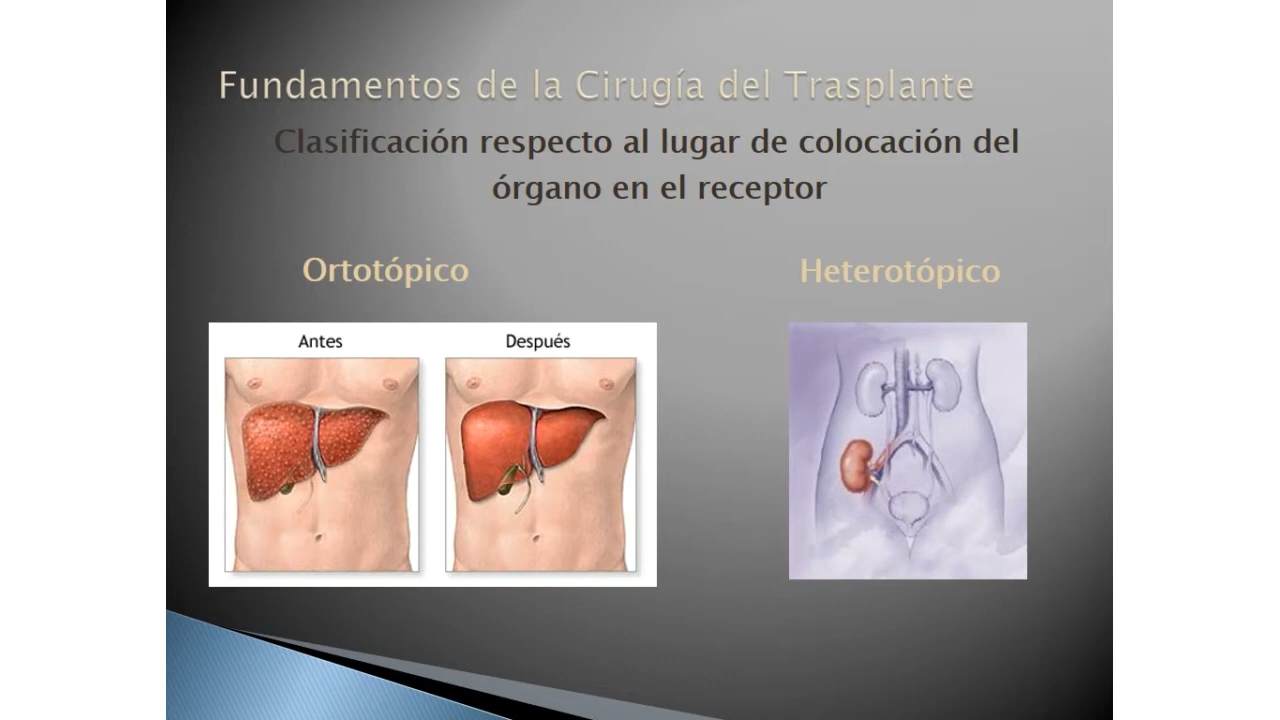 Fundamentos de la Cirugía del Trasplante
Clasificación respecto al lugar de colocación del
órgano en el receptor
Ortotópico
Heterotópico
Antes
Después